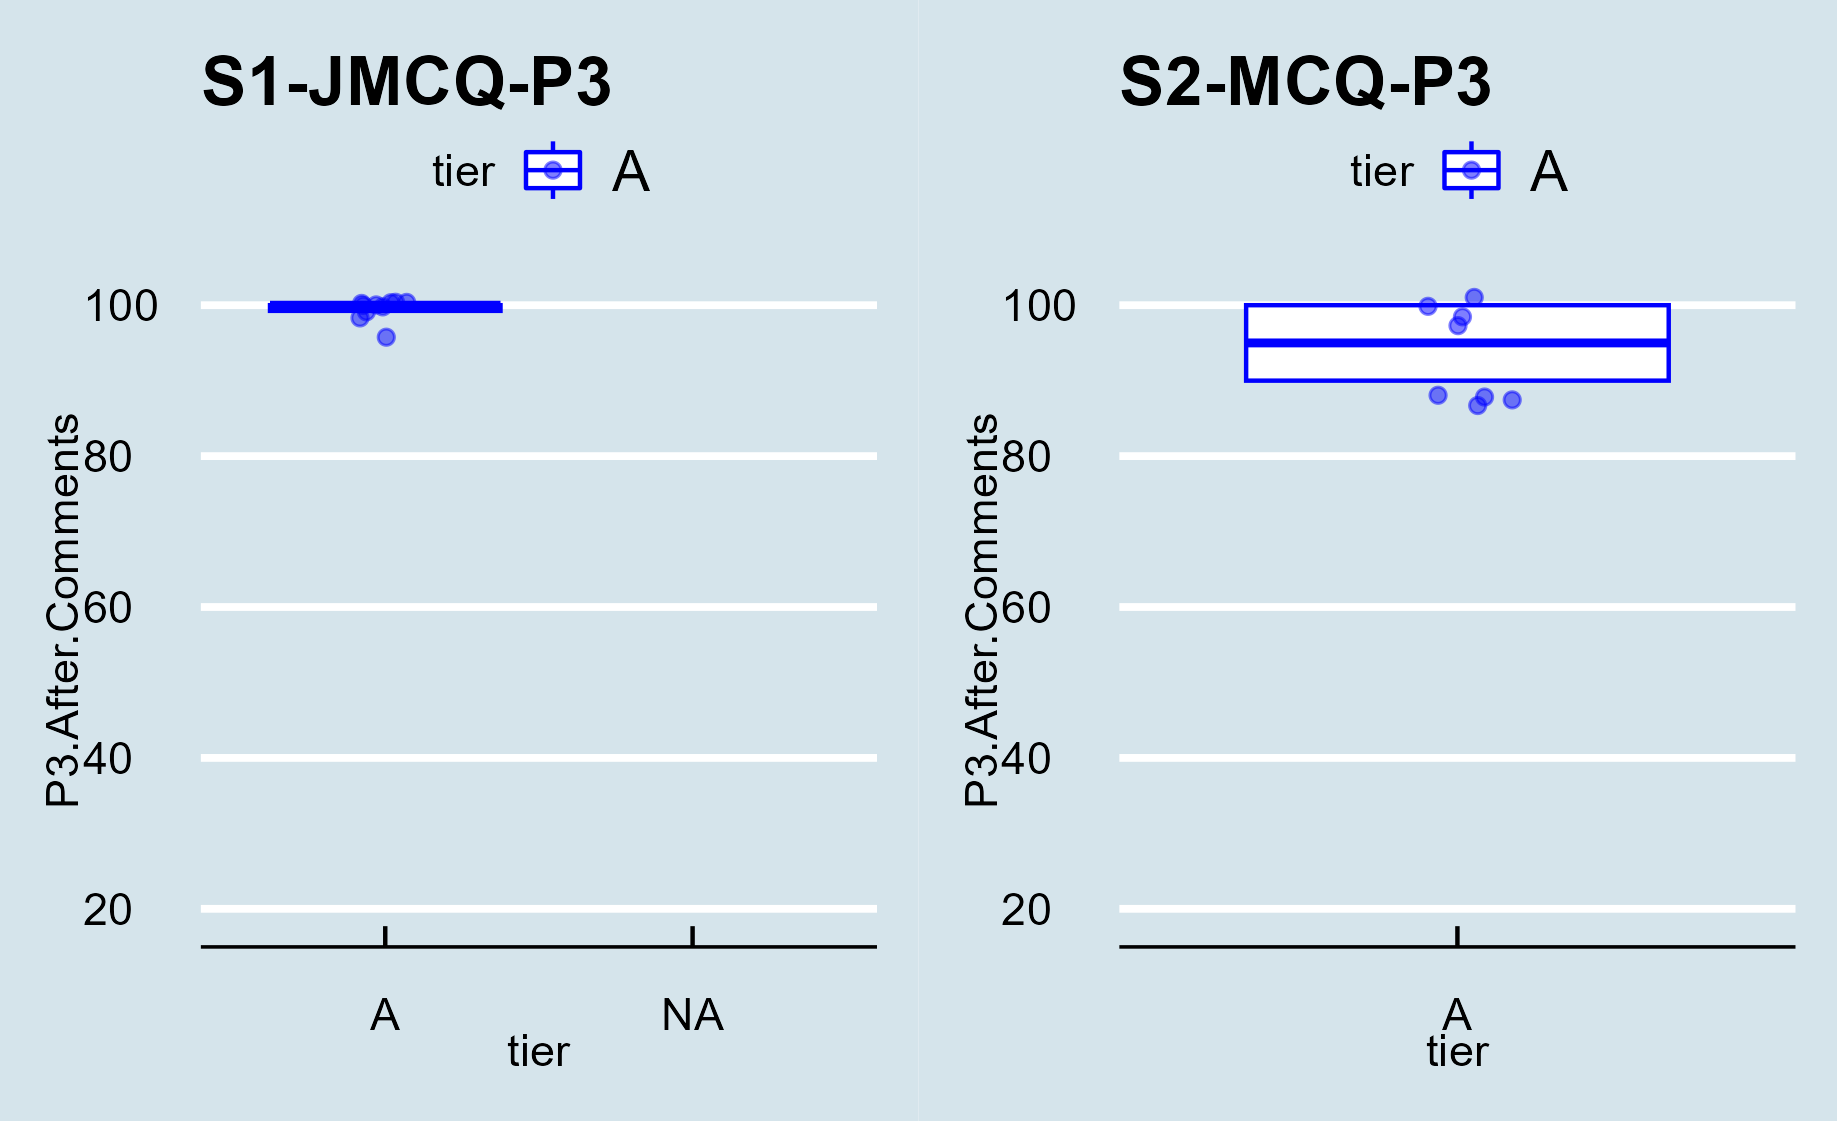 S1-JMCQ-P3
tier A
P3.After.Comments
100
80
60
40
20
A NA
tier
S2-MCQ-P3
tier A
P3.After.Comments
100
80
60
40
20
A
tier